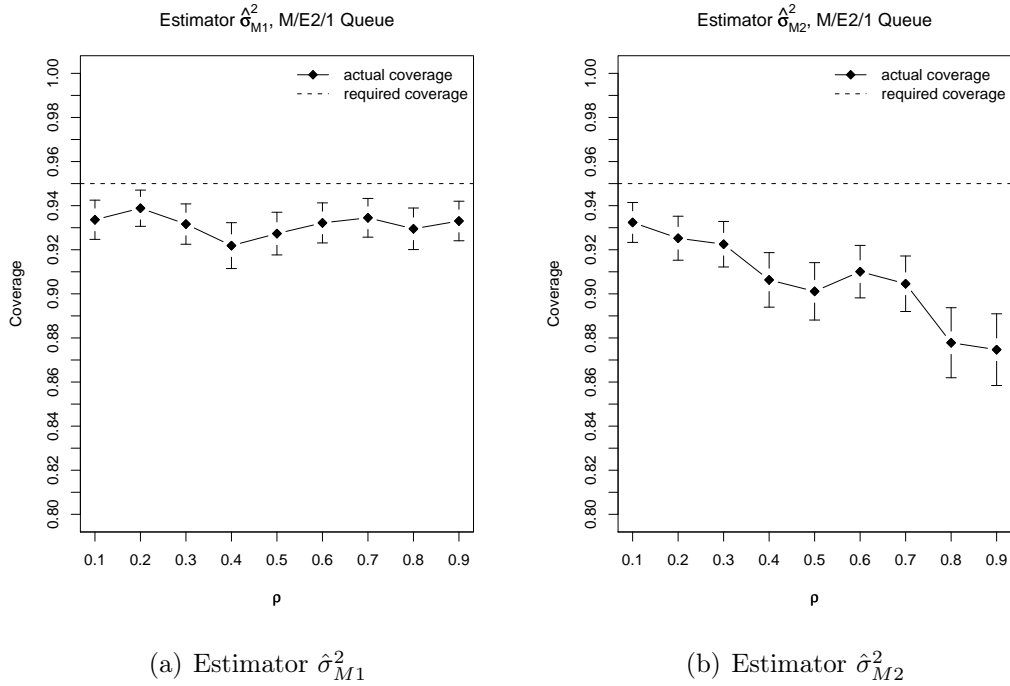 Estimator σ̂²_M1, M/E2/1 Queue
actual coverage
required coverage
Coverage
1.00
0.98
0.96
0.94
0.92
0.90
0.88
0.86
0.84
0.82
0.80
0.1 0.2 0.3 0.4 0.5 0.6 0.7 0.8 0.9
ρ
(a) Estimator σ̂²_M1
Estimator σ̂²_M2, M/E2/1 Queue
actual coverage
required coverage
Coverage
1.00
0.98
0.96
0.94
0.92
0.90
0.88
0.86
0.84
0.82
0.80
0.1 0.2 0.3 0.4 0.5 0.6 0.7 0.8 0.9
ρ
(b) Estimator σ̂²_M2